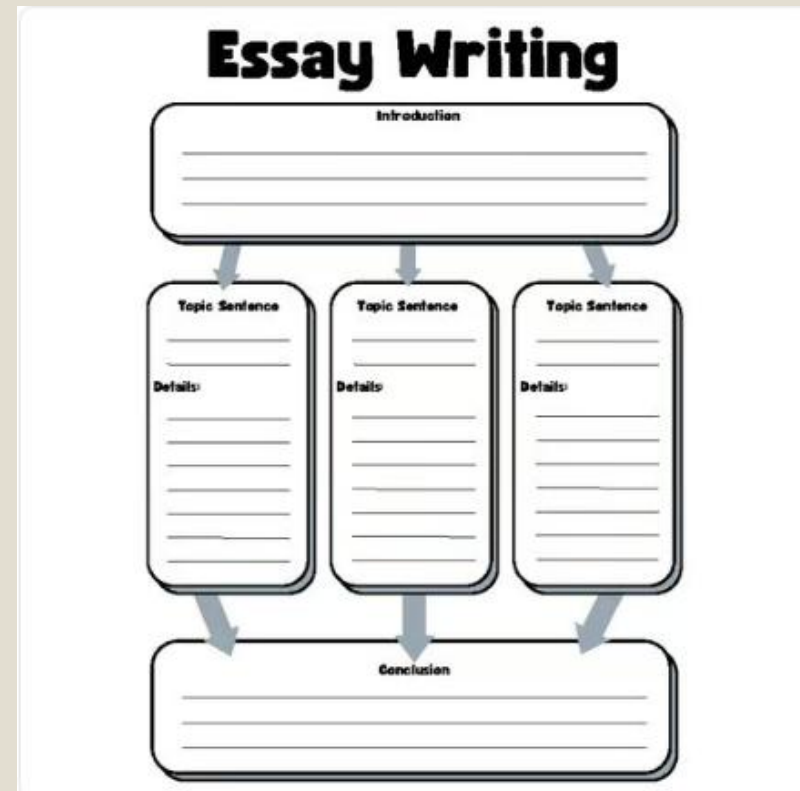 Essay Writing
Introduction
Topic Sentence
Topic Sentence
Topic Sentence
Details:
Details:
Details:
Conclusion